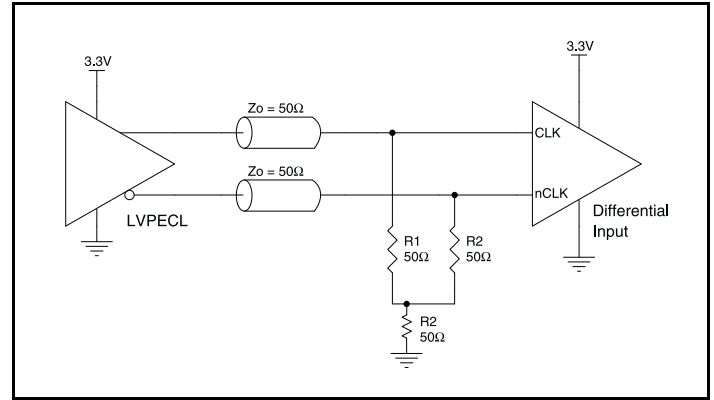 3.3V
3.3V
Zo = 50Ω
CLK
Zo = 50Ω
nCLK
LVPECL
Differential
Input
R1
50Ω
R2
50Ω
R2
50Ω